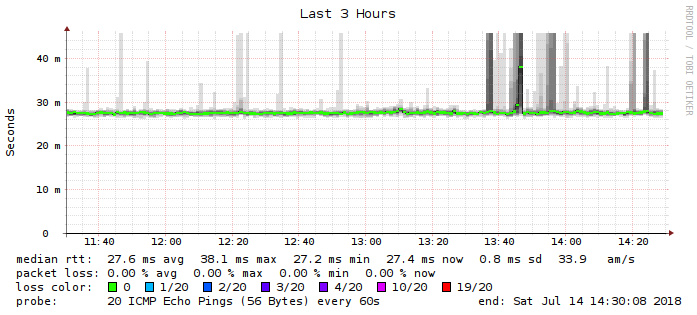 Last 3 Hours
RRDTOOL / TOBI OETIKER
Seconds
40 m
30 m
20 m
10 m
0
11:40 12:00 12:20 12:40 13:00 13:20 13:40 14:00 14:20
median rtt: 27.6 ms avg 38.1 ms max 27.2 ms min 27.4 ms now 0.8 ms sd 33.9 am/s
packet loss: 0.00 % avg 0.00 % max 0.00 % min 0.00 % now
loss color: 0 1/20 2/20 3/20 4/20 10/20 19/20
probe: 20 ICMP Echo Pings (56 Bytes) every 60s end: Sat Jul 14 14:30:08 2018